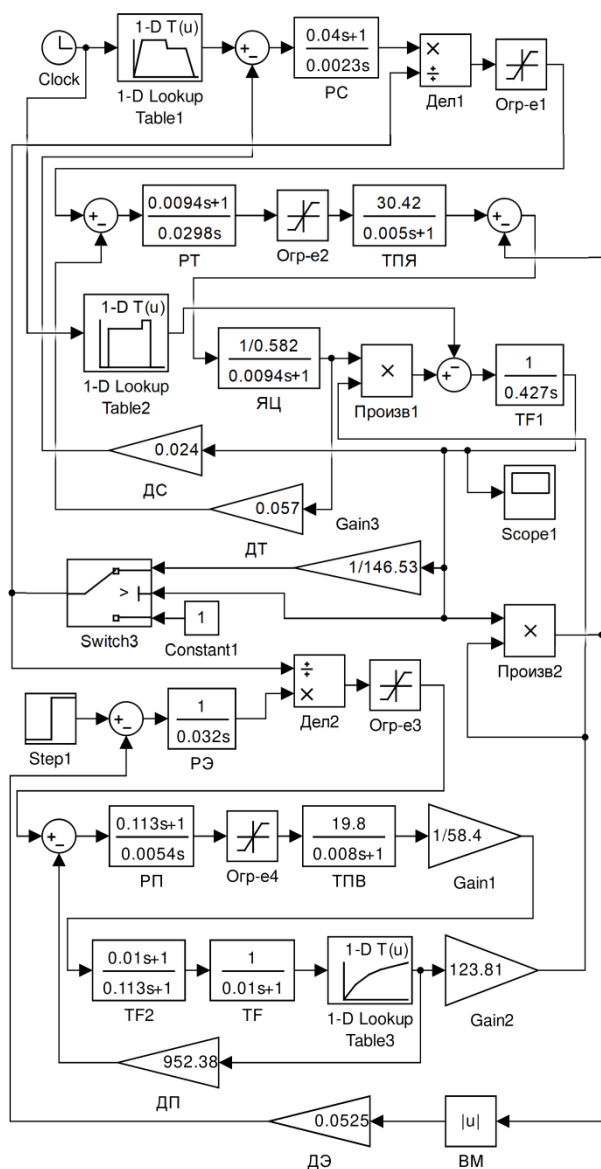 1-D T(u)
Clock
1-D Lookup
Table1
+
−
0.04s+1
0.0023s
РС
×
÷
Дел1
Огр-е1
+
−
0.0094s+1
0.0298s
РТ
Огр-е2
30.42
0.005s+1
ТПЯ
+
−
1-D T(u)
1-D Lookup
Table2
1/0.582
0.0094s+1
ЯЦ
×
Произв1
+
−
1
0.427s
TF1
0.024
ДС
0.057
Gain3
Scope1
ДТ
1/146.53
>
Switch3
1
Constant1
×
Произв2
Step1
+
−
1
0.032s
РЭ
÷
×
Дел2
Огр-е3
+
−
0.113s+1
0.0054s
РП
Огр-е4
19.8
0.008s+1
ТПВ
1/58.4
Gain1
0.01s+1
0.113s+1
TF2
1
0.01s+1
TF
1-D T(u)
1-D Lookup
Table3
123.81
Gain2
952.38
ДП
0.0525
ДЭ
|u|
ВМ